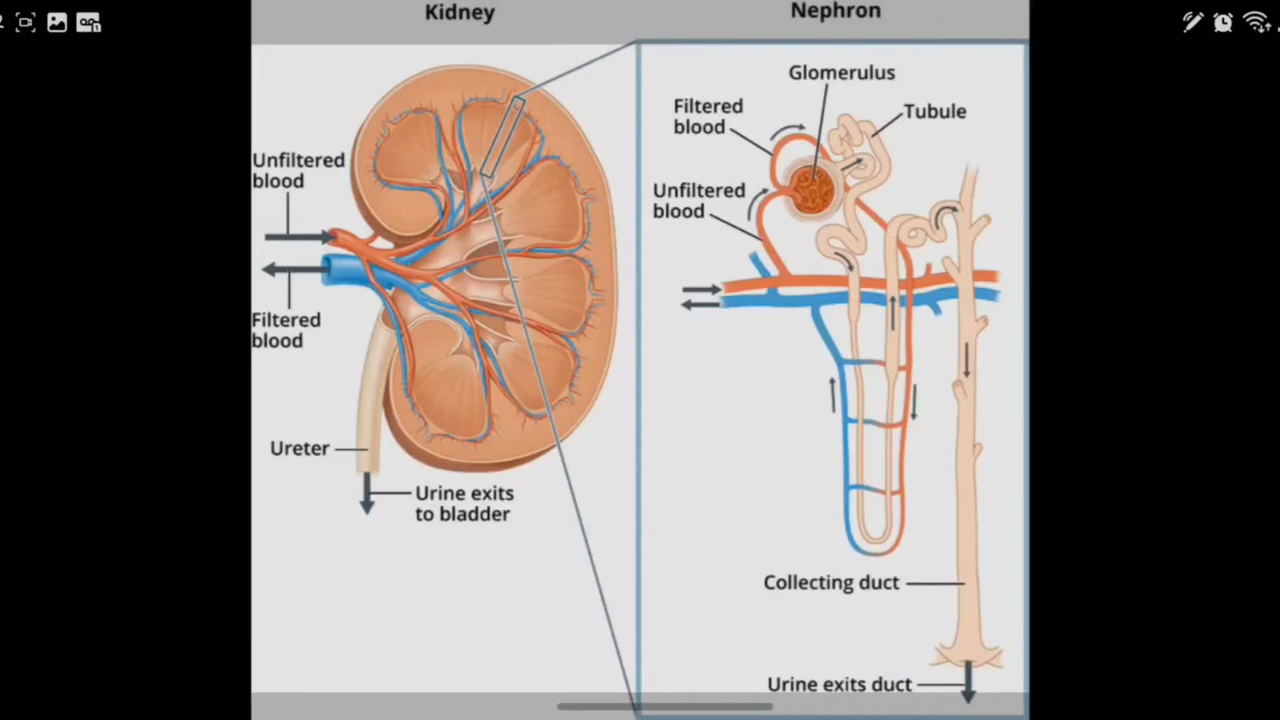 Kidney
Nephron
Unfiltered
blood
Filtered
blood
Ureter
Urine exits
to bladder
Glomerulus
Filtered
blood
Tubule
Unfiltered
blood
Collecting duct
Urine exits duct